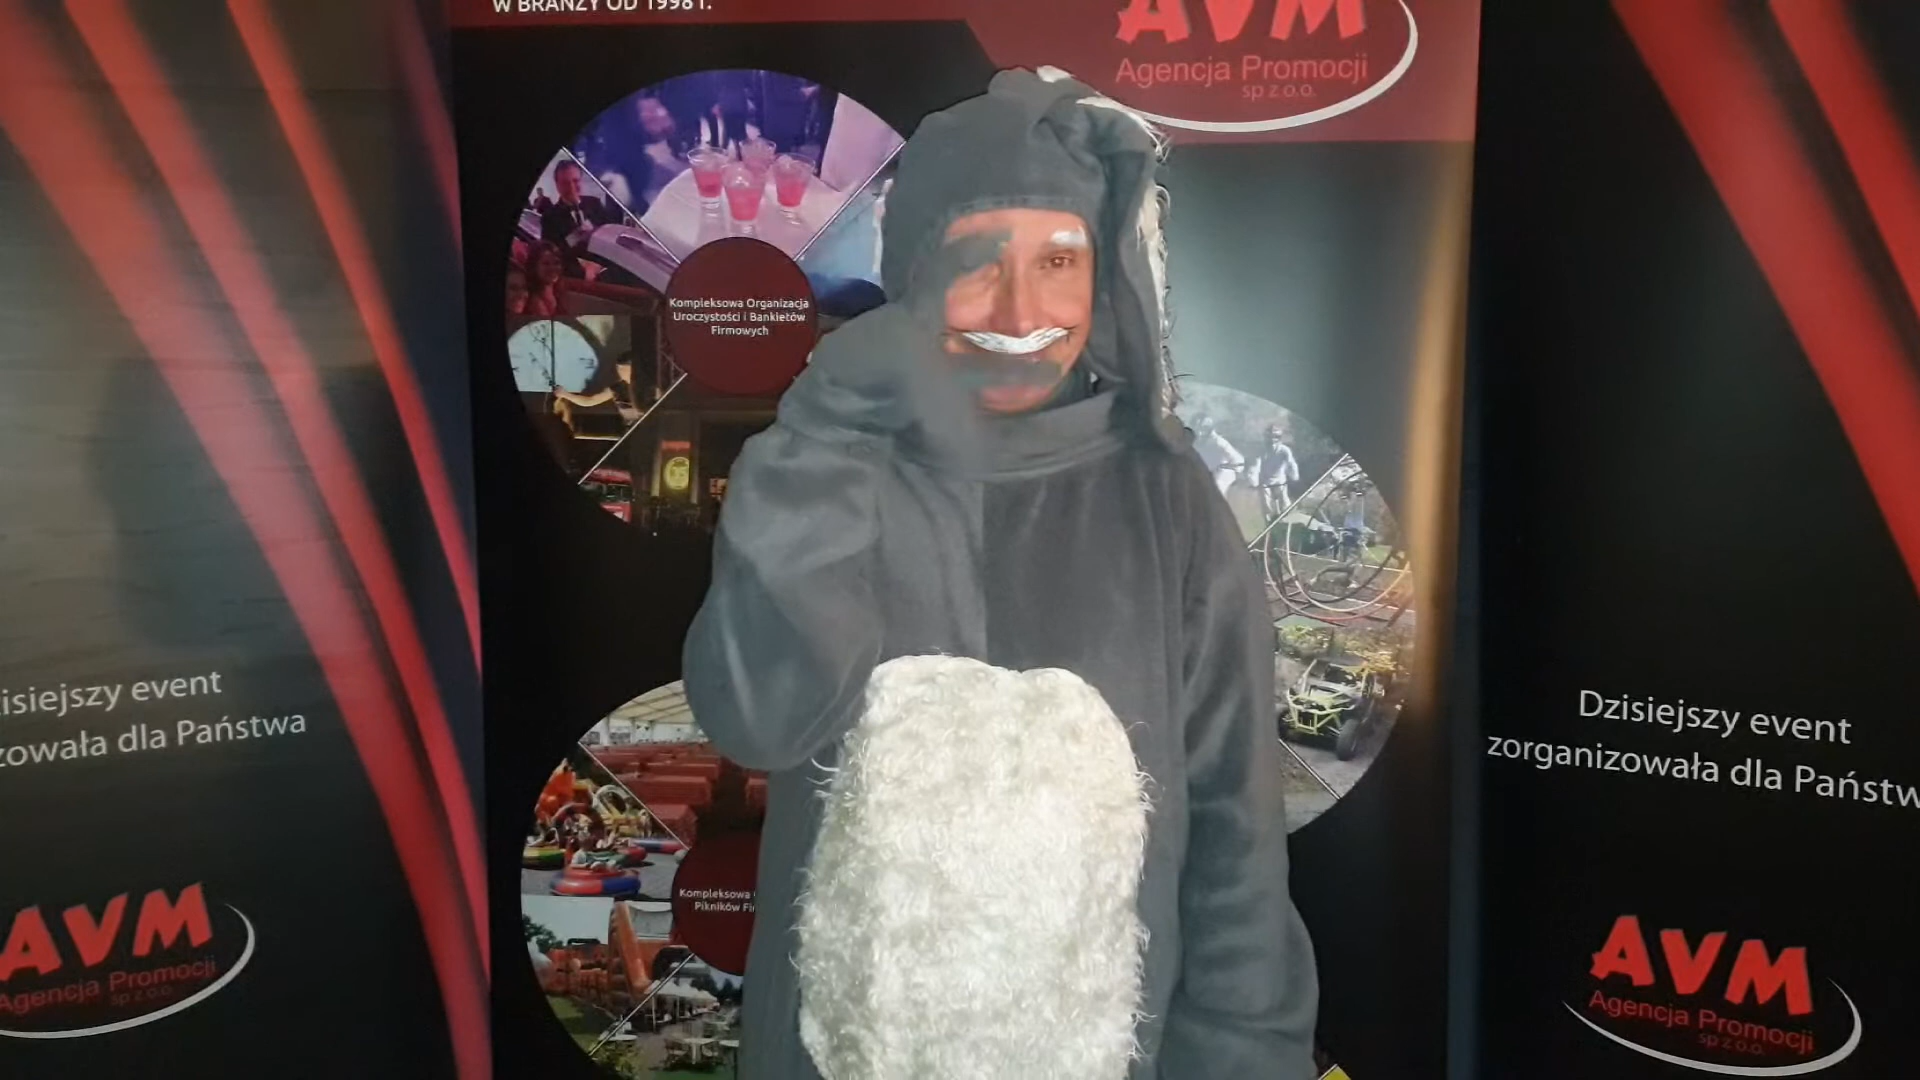 W BRANŻY OD 1998 r.
AVM
Agencja Promocji
sp z.o.o.
Kompleksowa Organizacja
Uroczystości i Bankietów
Firmowych
Kompleksowa
Pikników
isiejszy event
zowała dla Państwa
AVM
Agencja Promocji
sp z.o.o.
Dzisiejszy event
zorganizowała dla Państw
AVM
Agencja Promocji
sp z.o.o.